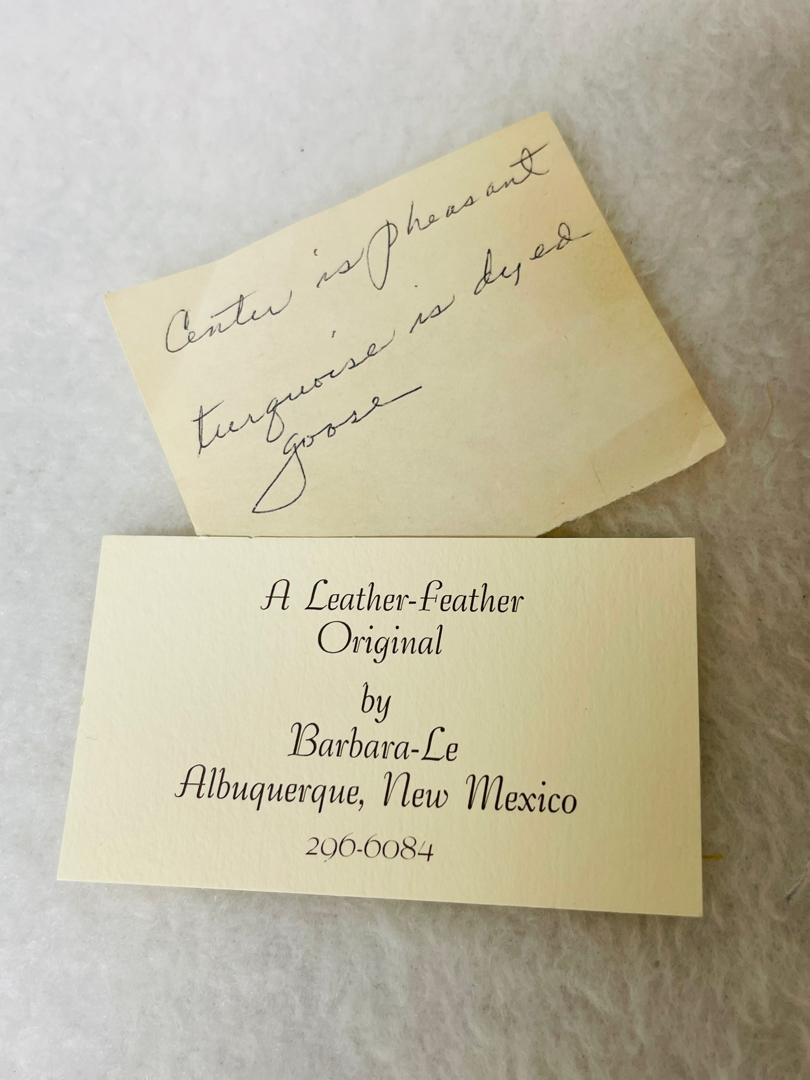 Center is pheasant
turquoise is dyed
goose
A Leather-Feather
Original
by
Barbara-Le
Albuquerque, New Mexico
296-6084